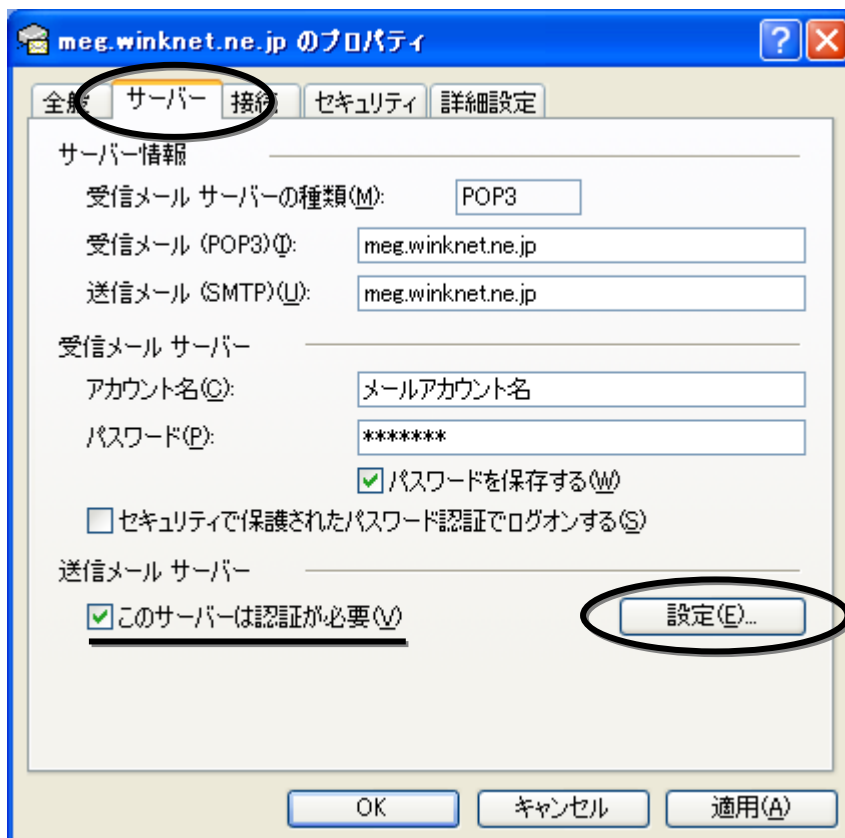 meg.winknet.ne.jp のプロパティ
全般 サーバー 接続 セキュリティ 詳細設定
サーバー情報
受信メール サーバーの種類(M): POP3
受信メール (POP3)(I): meg.winknet.ne.jp
送信メール (SMTP)(U): meg.winknet.ne.jp
受信メール サーバー
アカウント名(C): メールアカウント名
パスワード(P): *******
パスワードを保存する(W)
セキュリティで保護されたパスワード認証でログオンする(S)
送信メール サーバー
このサーバーは認証が必要(V) 設定(E)...
OK キャンセル 適用(A)